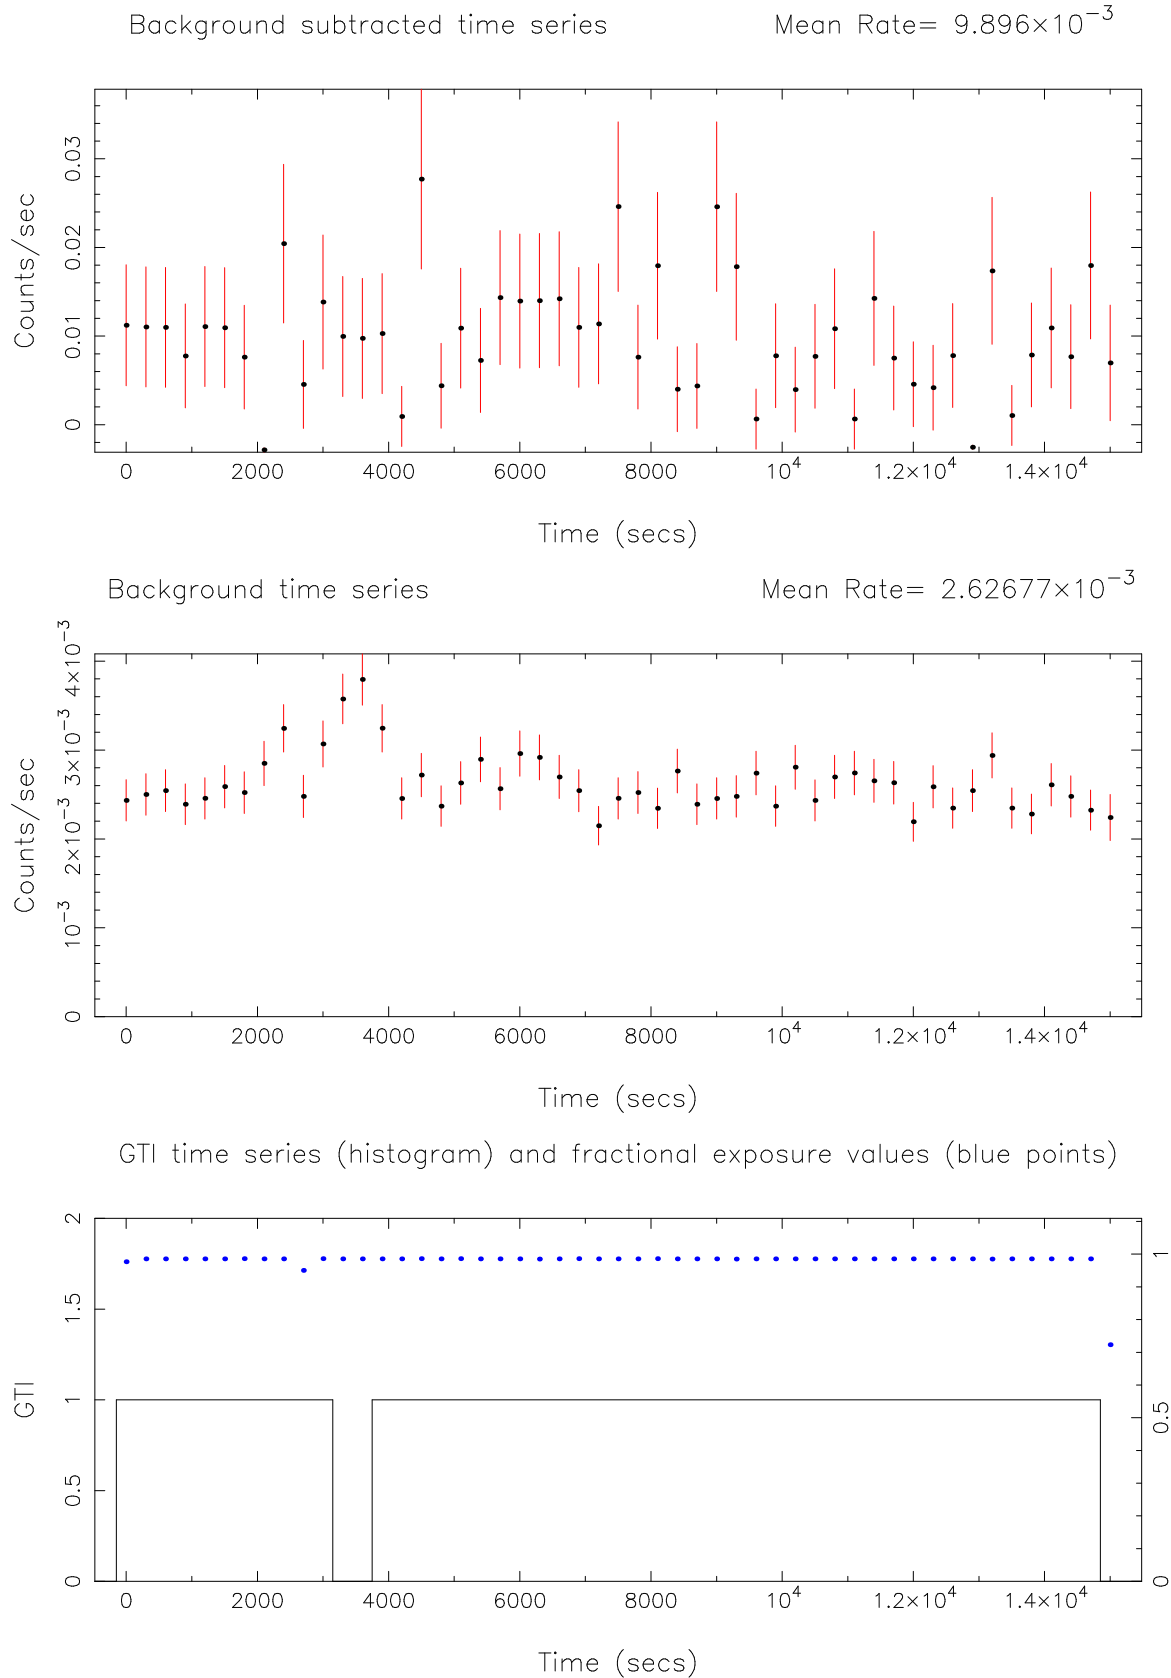 Background subtracted time series Mean Rate= 9.896×10⁻³
0.03
0.02
0.01
0
Counts/sec
0 2000 4000 6000 8000 10⁴ 1.2×10⁴ 1.4×10⁴
Time (secs)
Background time series Mean Rate= 2.62677×10⁻³
4×10⁻³
3×10⁻³
2×10⁻³
10⁻³
0
Counts/sec
0 2000 4000 6000 8000 10⁴ 1.2×10⁴ 1.4×10⁴
Time (secs)
GTI time series (histogram) and fractional exposure values (blue points)
2
1.5
1
0.5
0
GTI
1
0.5
0
0 2000 4000 6000 8000 10⁴ 1.2×10⁴ 1.4×10⁴
Time (secs)